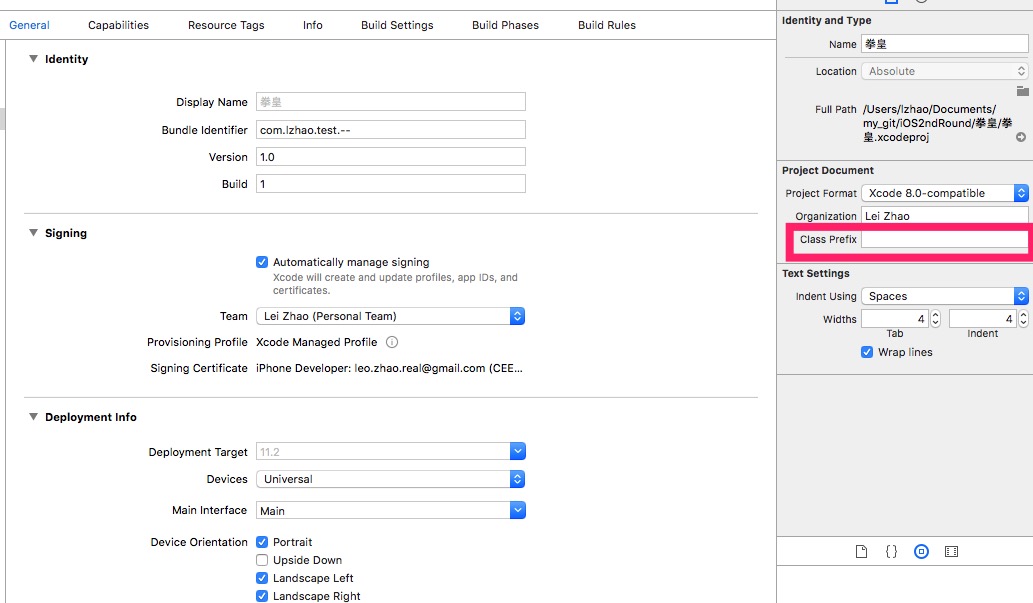 General Capabilities Resource Tags Info Build Settings Build Phases Build Rules
Identity
Display Name 拳皇
Bundle Identifier com.lzhao.test.--
Version 1.0
Build 1
Signing
Automatically manage signing
Xcode will create and update profiles, app IDs, and
certificates.
Team Lei Zhao (Personal Team)
Provisioning Profile Xcode Managed Profile
Signing Certificate iPhone Developer: leo.zhao.real@gmail.com (CEE...
Deployment Info
Deployment Target 11.2
Devices Universal
Main Interface Main
Device Orientation Portrait
Upside Down
Landscape Left
Landscape Right
Identity and Type
Name 拳皇
Location Absolute
Full Path /Users/lzhao/Documents/
my_git/iOS2ndRound/拳皇/拳
皇.xcodeproj
Project Document
Project Format Xcode 8.0-compatible
Organization Lei Zhao
Class Prefix
Text Settings
Indent Using Spaces
Widths 4 4
Tab Indent
Wrap lines